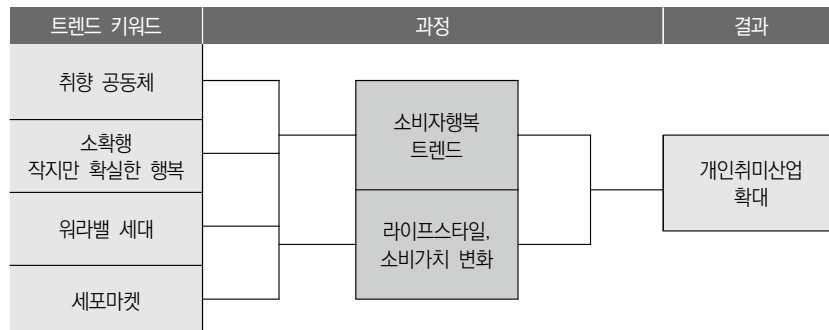 트렌드 키워드
과정
결과
취향 공동체
소확행
작지만 확실한 행복
워라밸 세대
세포마켓
소비자행복
트렌드
라이프스타일,
소비가치 변화
개인취미산업
확대